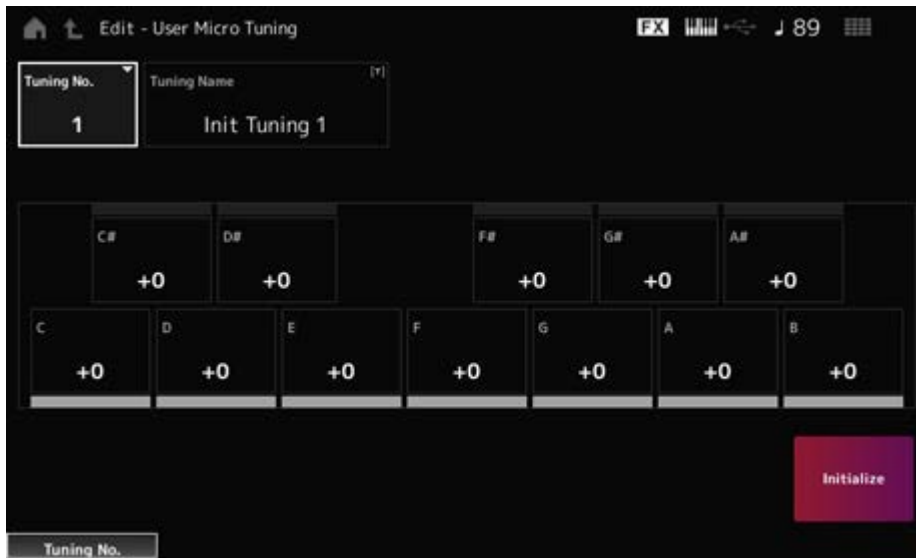 Edit - User Micro Tuning FX ♩ 89
Tuning No.
1
Tuning Name [T]
Init Tuning 1
C# D# F# G# A#
+0 +0 +0 +0 +0
C D E F G A B
+0 +0 +0 +0 +0 +0 +0
Initialize
Tuning No.